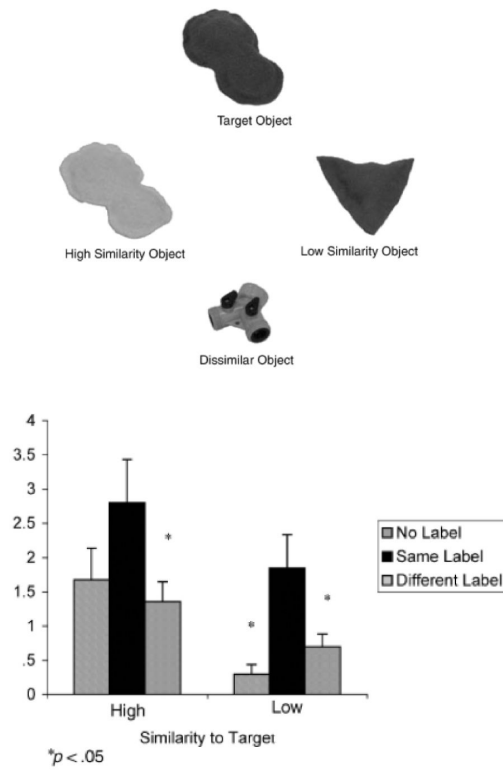 Target Object
High Similarity Object
Low Similarity Object
Dissimilar Object
4
3.5
3
2.5
2
1.5
1
.5
0
*
*
*
No Label
Same Label
Different Label
High
Low
Similarity to Target
*p < .05